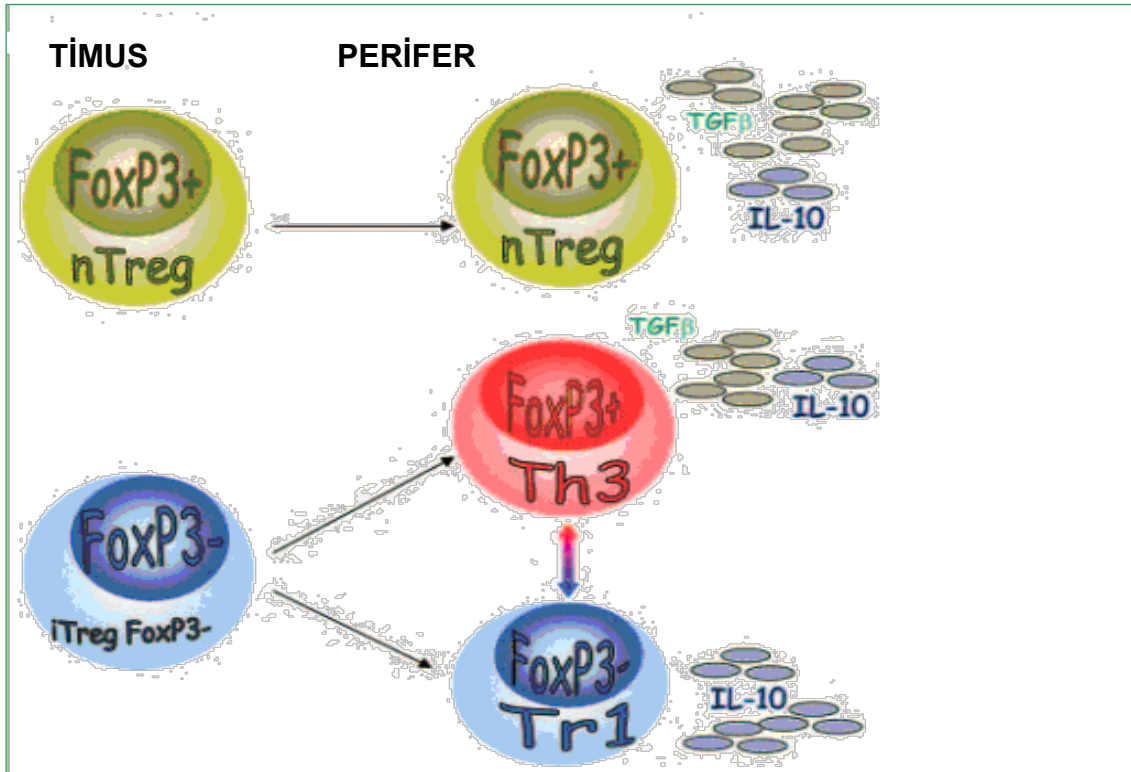 TİMUS
PERİFER
FoxP3+
nTreg
FoxP3+
nTreg
TGFβ
IL-10
TGFβ
FoxP3+
Th3
IL-10
FoxP3-
iTreg FoxP3-
FoxP3-
Tr1
IL-10